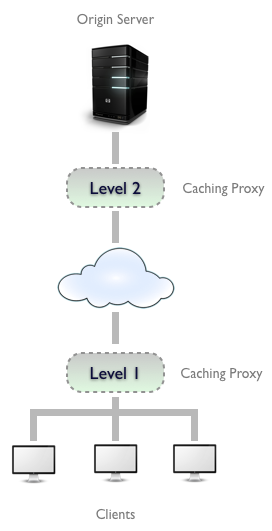 Origin Server
Level 2
Caching Proxy
Level 1
Caching Proxy
Clients